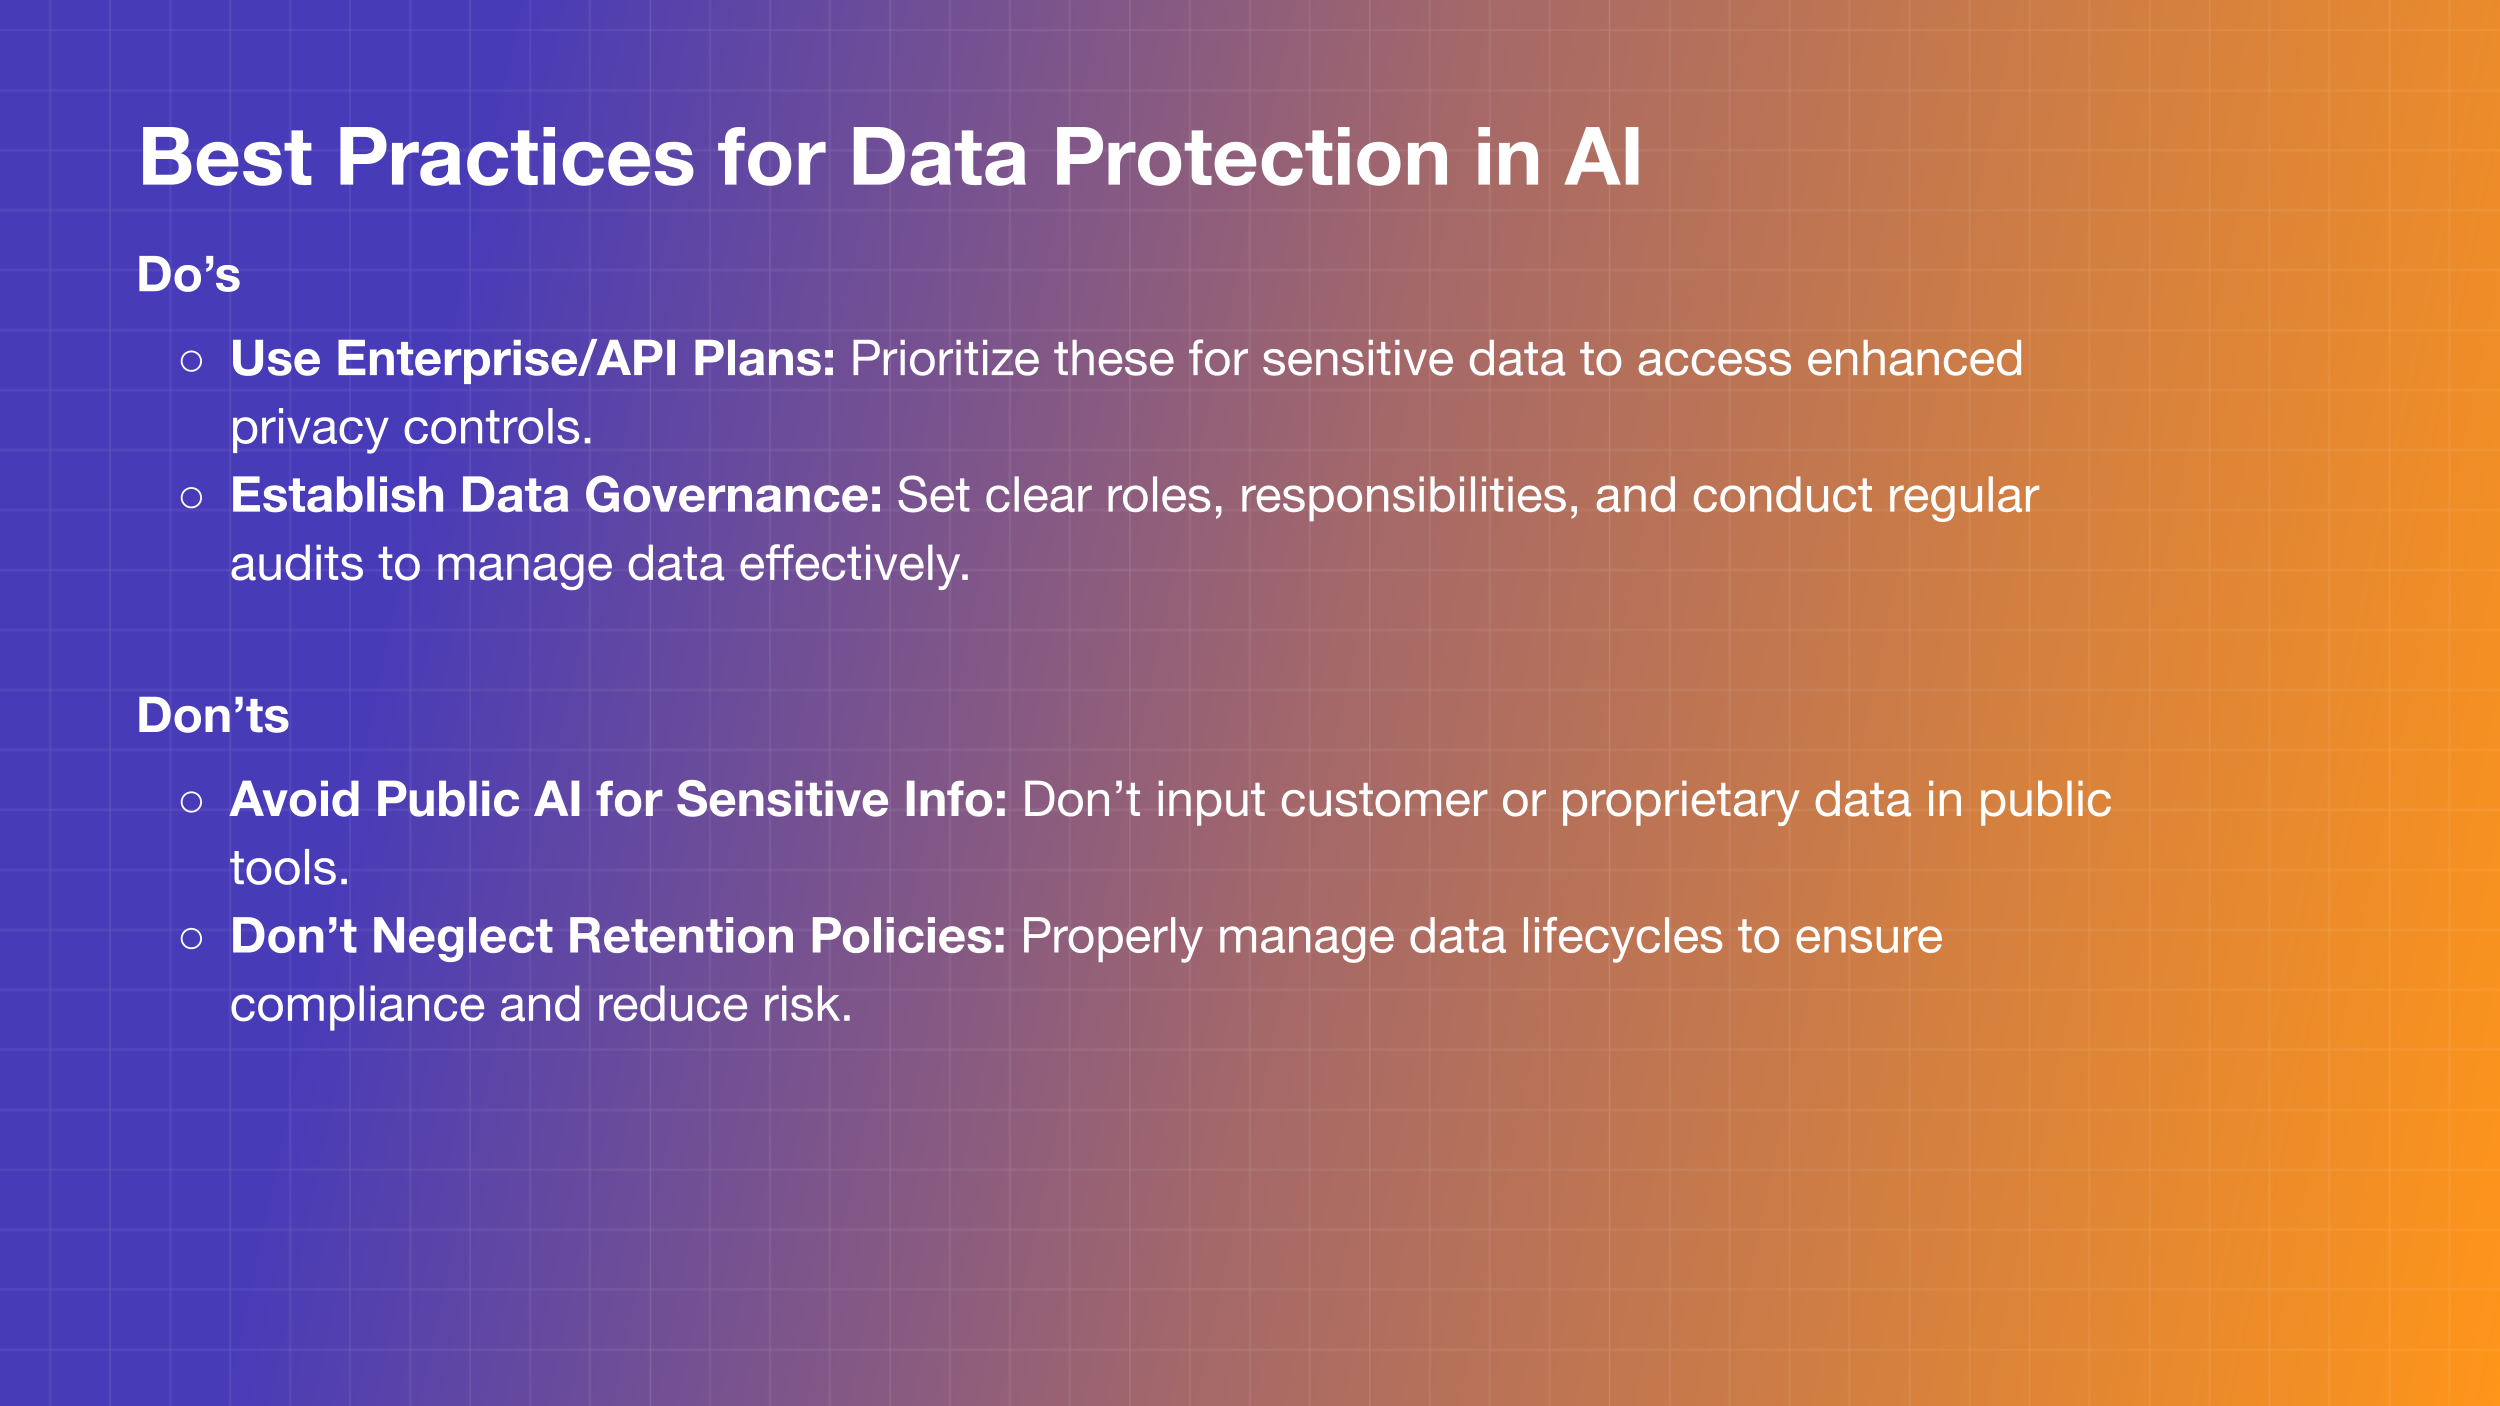 Best Practices for Data Protection in AI
Do’s
○ Use Enterprise/API Plans: Prioritize these for sensitive data to access enhanced
privacy controls.
○ Establish Data Governance: Set clear roles, responsibilities, and conduct regular
audits to manage data effectively.
Don’ts
○ Avoid Public AI for Sensitive Info: Don’t input customer or proprietary data in public
tools.
○ Don’t Neglect Retention Policies: Properly manage data lifecycles to ensure
compliance and reduce risk.